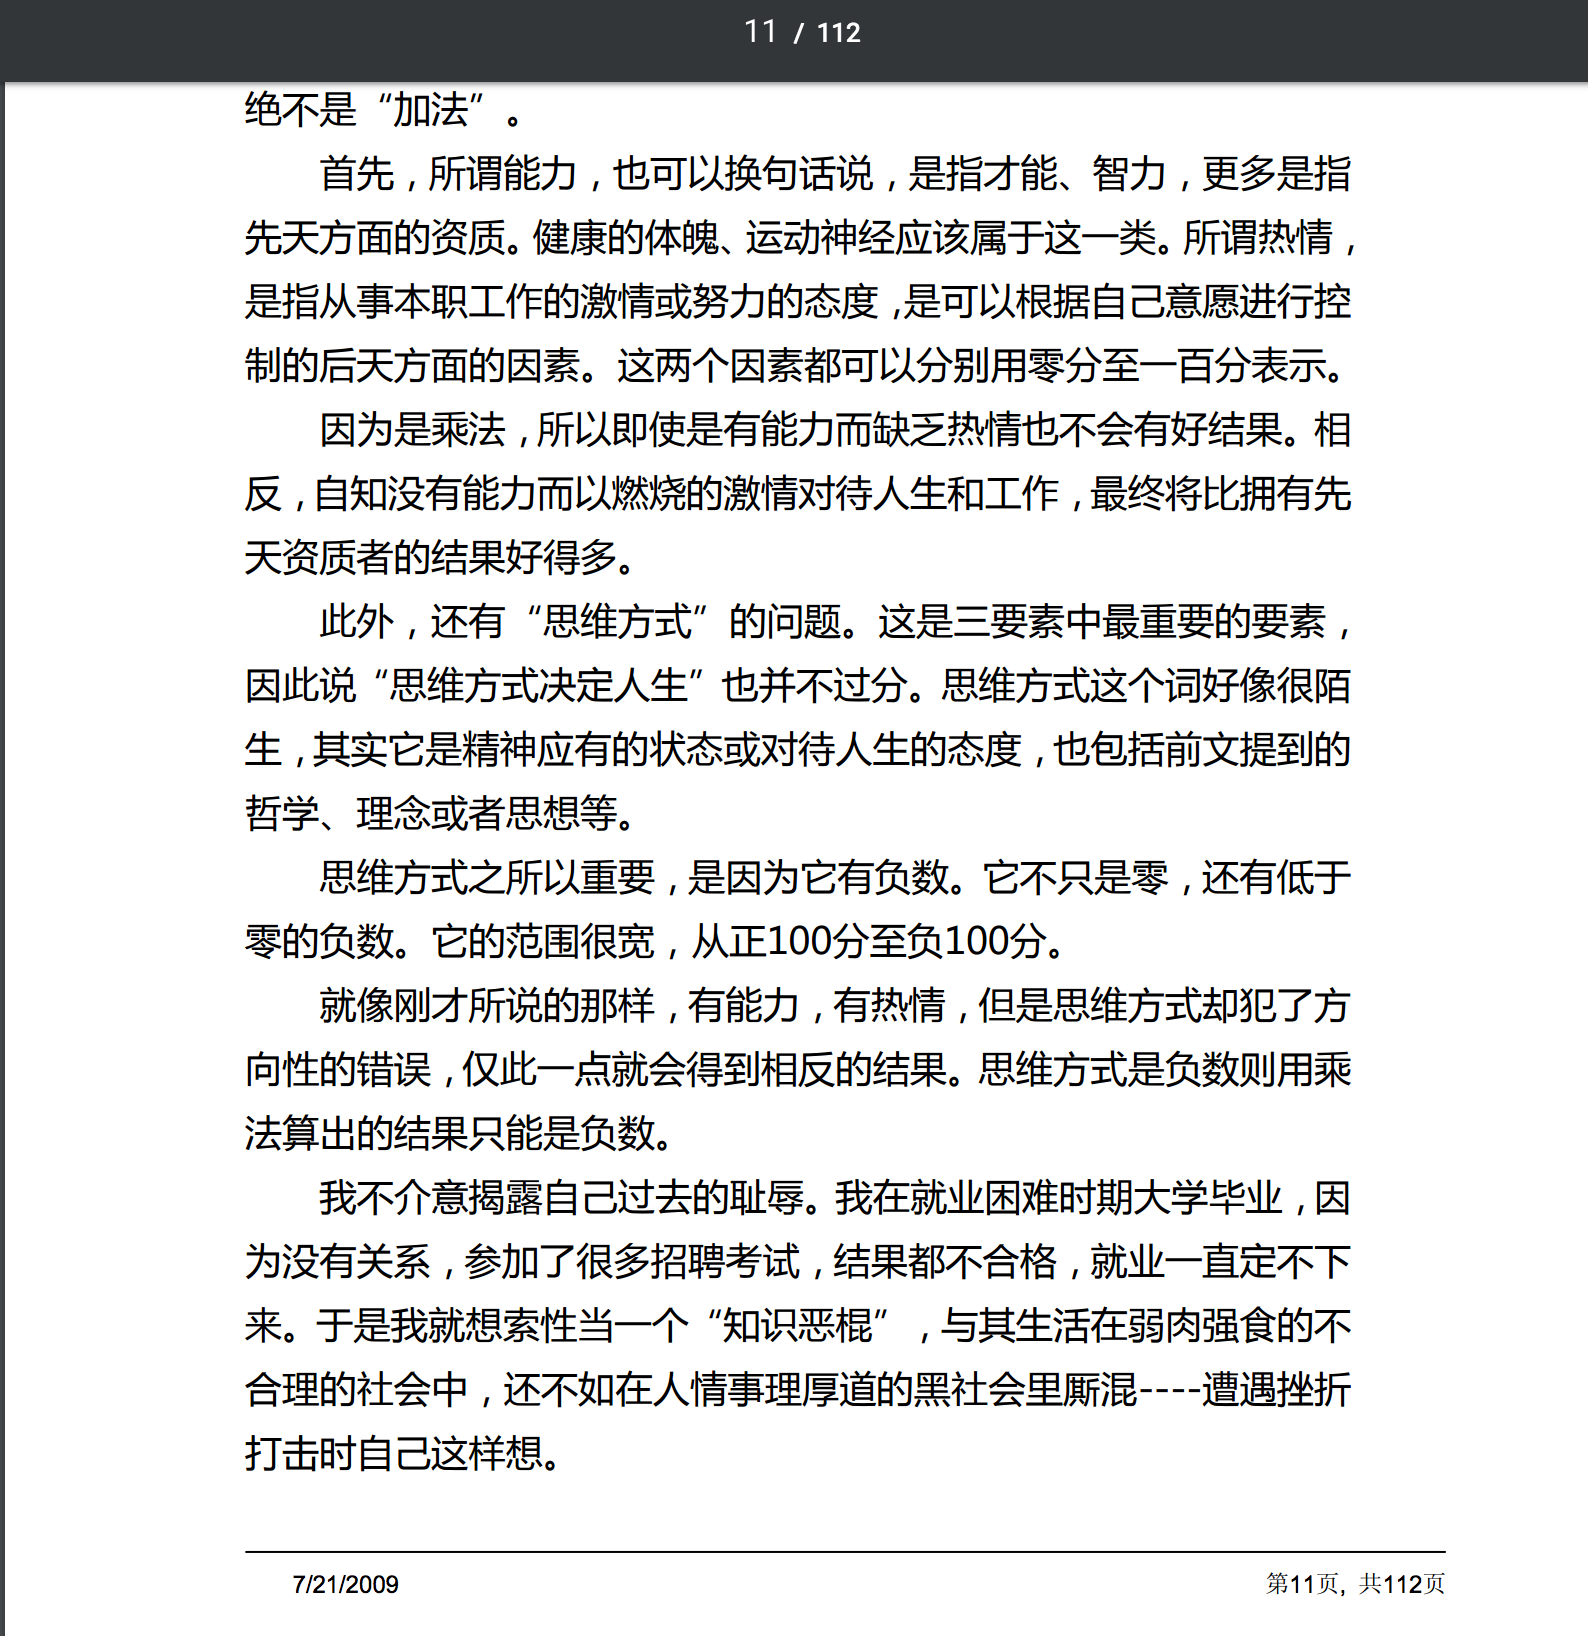 11 / 112
绝不是“加法”。
首先，所谓能力，也可以换句话说，是指才能、智力，更多是指
先天方面的资质。健康的体魄、运动神经应该属于这一类。所谓热情，
是指从事本职工作的激情或努力的态度，是可以根据自己意愿进行控
制的后天方面的因素。这两个因素都可以分别用零分至一百分表示。
因为是乘法，所以即使是有能力而缺乏热情也不会有好结果。相
反，自知没有能力而以燃烧的激情对待人生和工作，最终将比拥有先
天资质者的结果好得多。
此外，还有“思维方式”的问题。这是三要素中最重要的要素，
因此说“思维方式决定人生”也并不过分。思维方式这个词好像很陌
生，其实它是精神应有的状态或对待人生的态度，也包括前文提到的
哲学、理念或者思想等。
思维方式之所以重要，是因为它有负数。它不只是零，还有低于
零的负数。它的范围很宽，从正100分至负100分。
就像刚才所说的那样，有能力，有热情，但是思维方式却犯了方
向性的错误，仅此一点就会得到相反的结果。思维方式是负数则用乘
法算出的结果只能是负数。
我不介意揭露自己过去的耻辱。我在就业困难时期大学毕业，因
为没有关系，参加了很多招聘考试，结果都不合格，就业一直定不下
来。于是我就想索性当一个“知识恶棍”，与其生活在弱肉强食的不
合理的社会中，还不如在人情事理厚道的黑社会里厮混----遭遇挫折
打击时自己这样想。
7/21/2009 第11页, 共112页